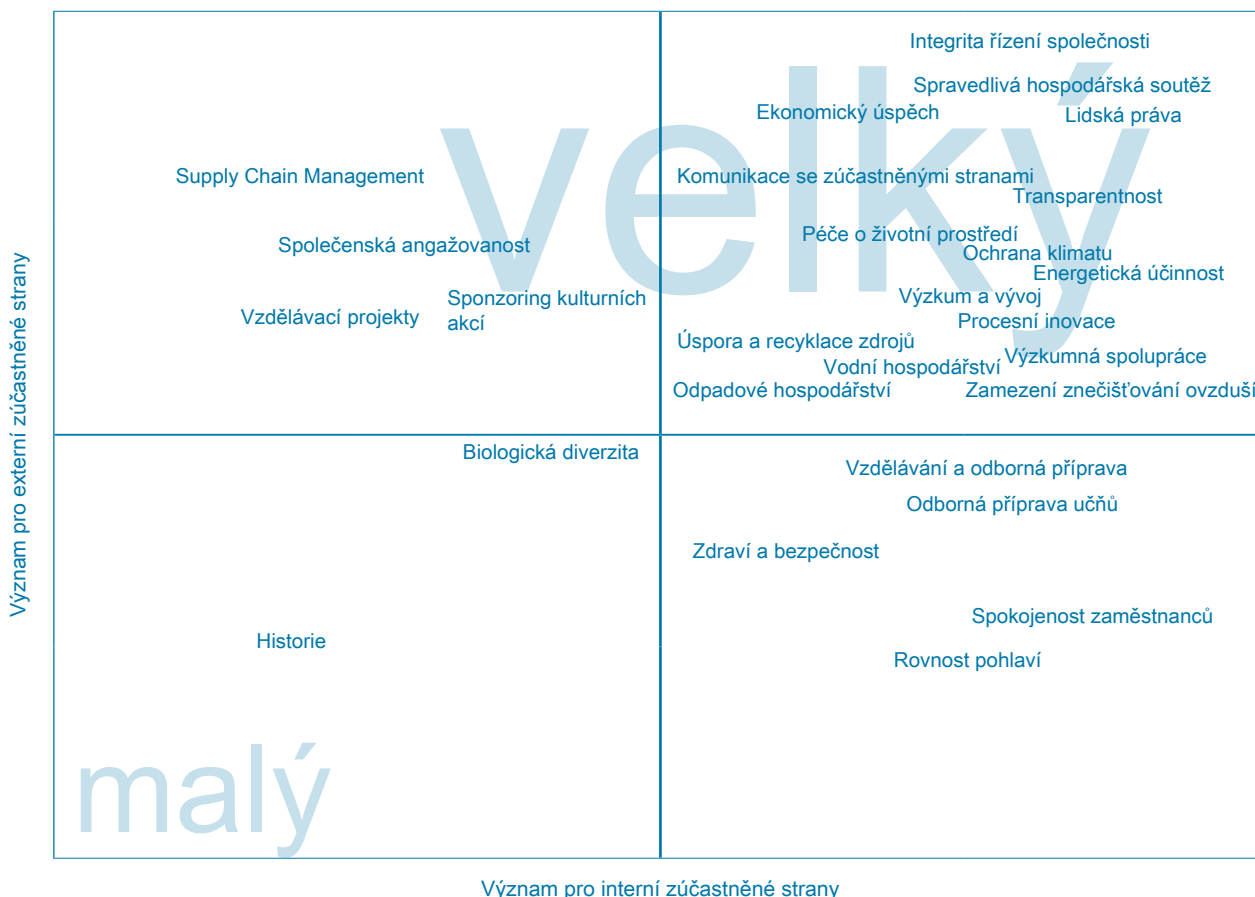 Integrita řízení společnosti
Spravedlivá hospodářská soutěž
Ekonomický úspěch
Lidská práva
velký
Supply Chain Management
Komunikace se zúčastněnými stranami
Transparentnost
Společenská angažovanost
Péče o životní prostředí
Ochrana klimatu
Energetická účinnost
Sponzoring kulturních
akcí
Vzdělávací projekty
Výzkum a vývoj
Procesní inovace
Úspora a recyklace zdrojů
Výzkumná spolupráce
Vodní hospodářství
Odpadové hospodářství
Zamezení znečišťování ovzduší
Význam pro externí zúčastněné strany
Biologická diverzita
Vzdělávání a odborná příprava
Odborná příprava učňů
Zdraví a bezpečnost
Spokojenost zaměstnanců
Historie
Rovnost pohlaví
malý
Význam pro interní zúčastněné strany